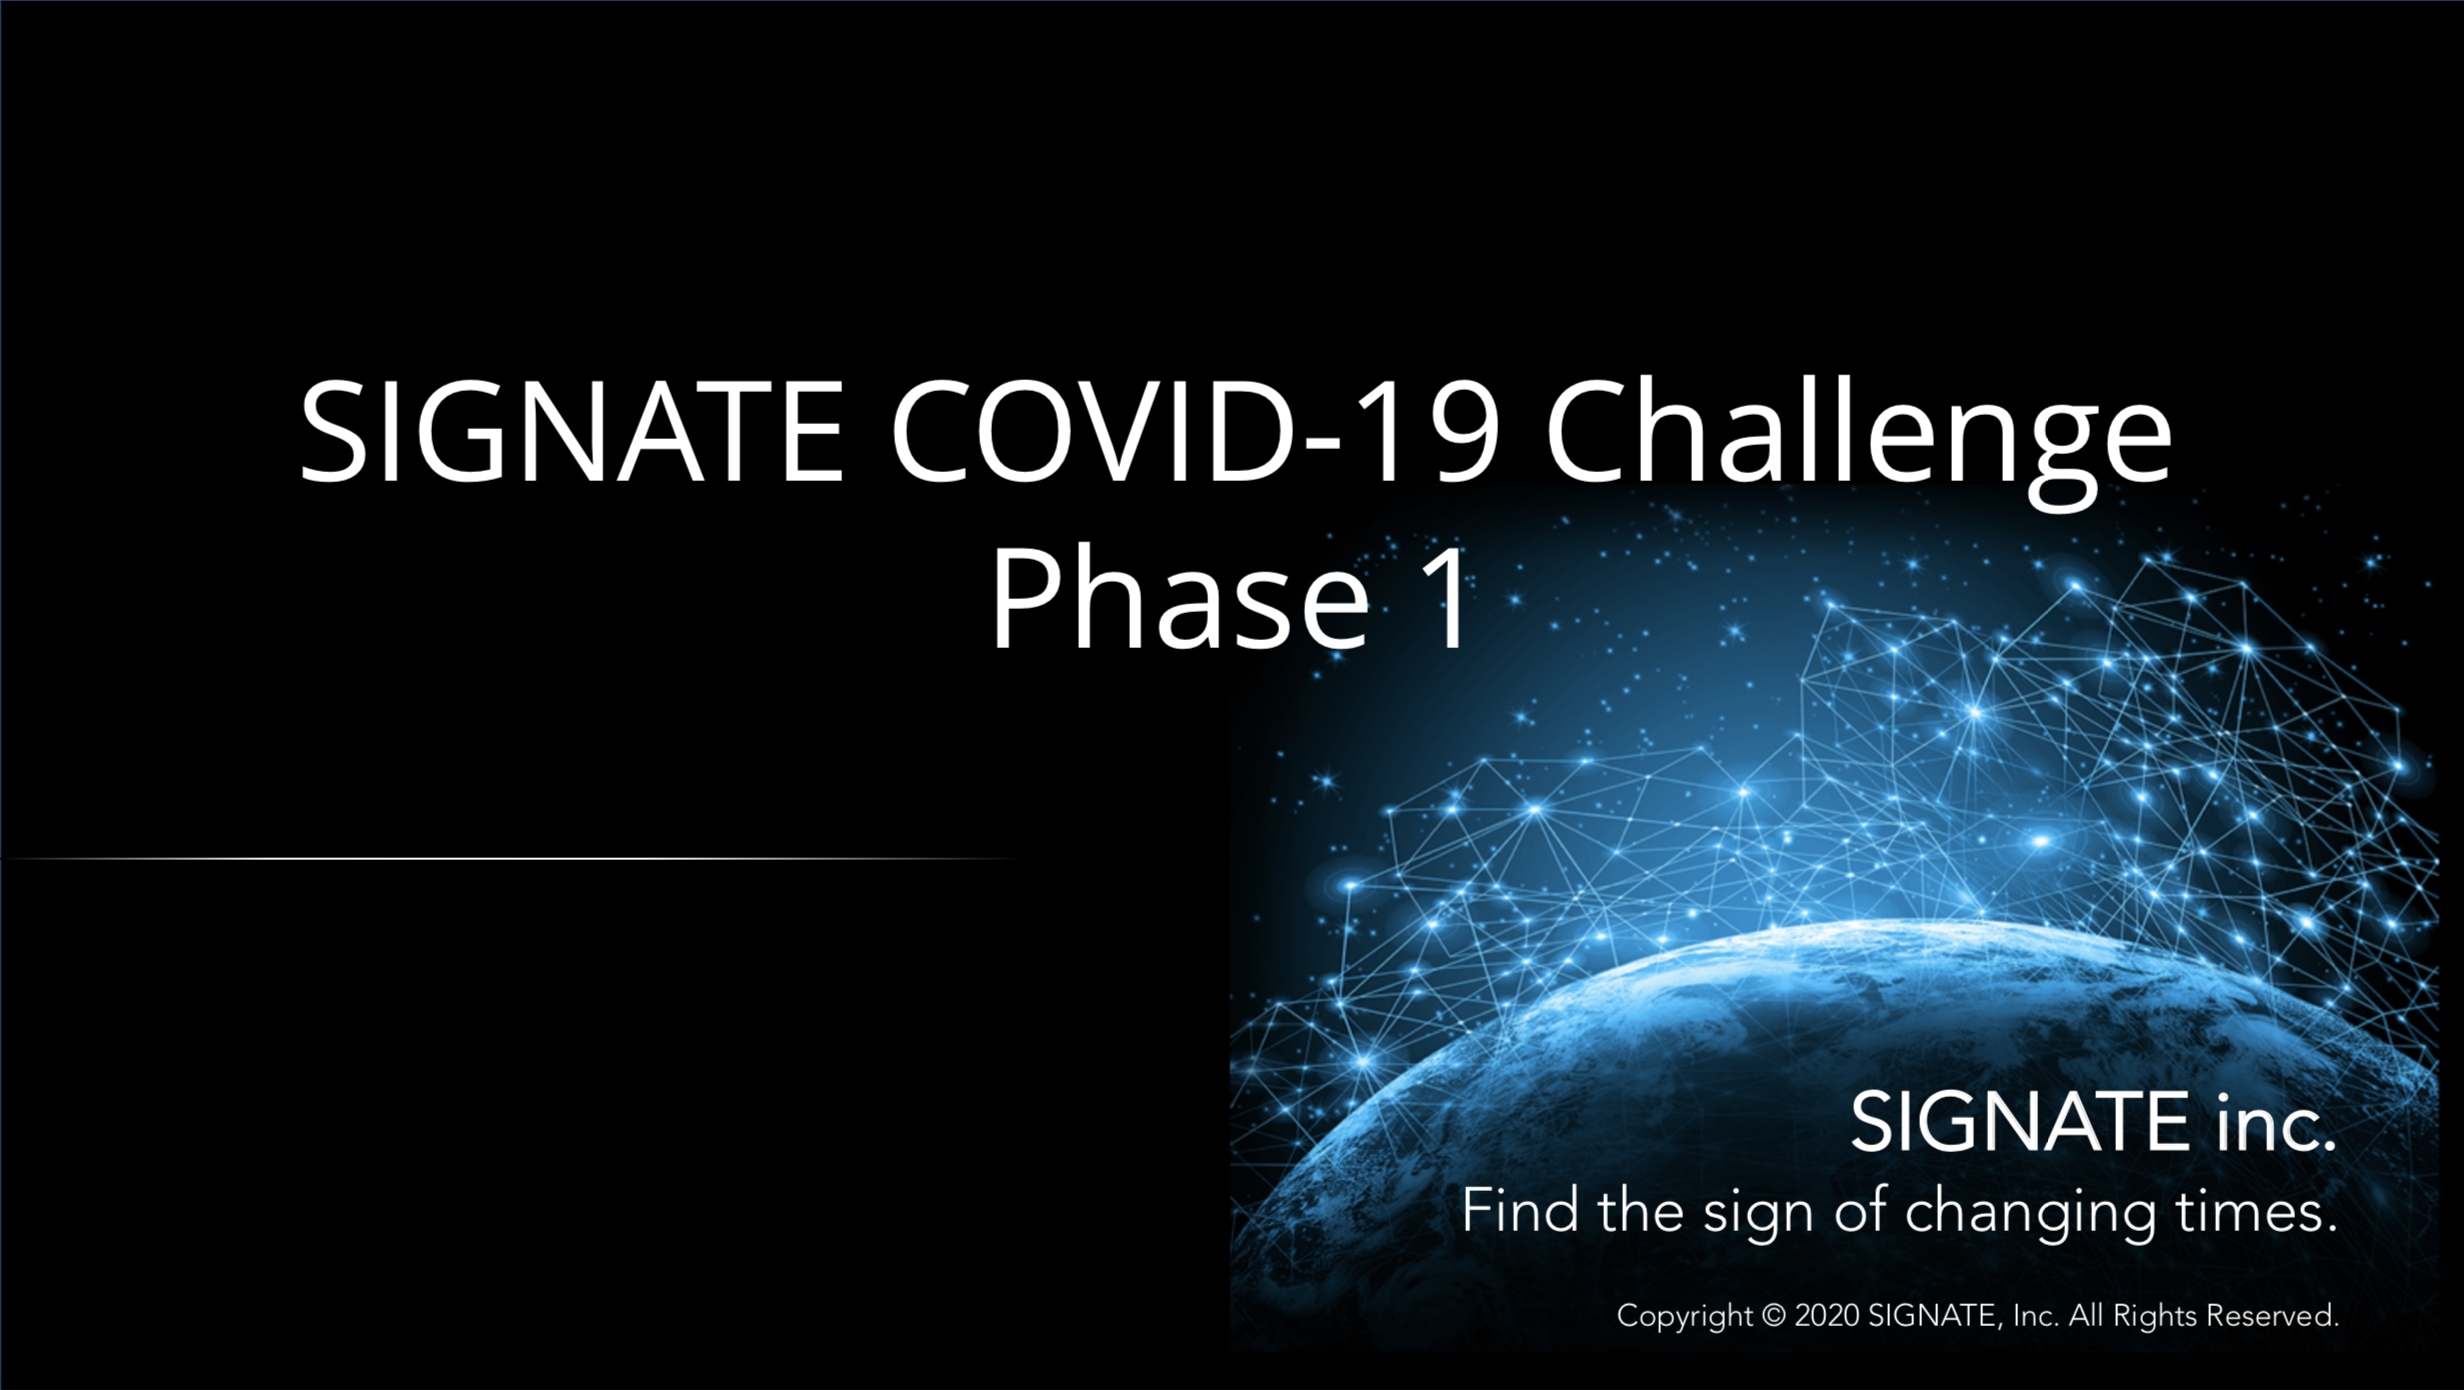 SIGNATE COVID-19 Challenge
Phase 1
SIGNATE inc.
Find the sign of changing times.
Copyright © 2020 SIGNATE, Inc. All Rights Reserved.